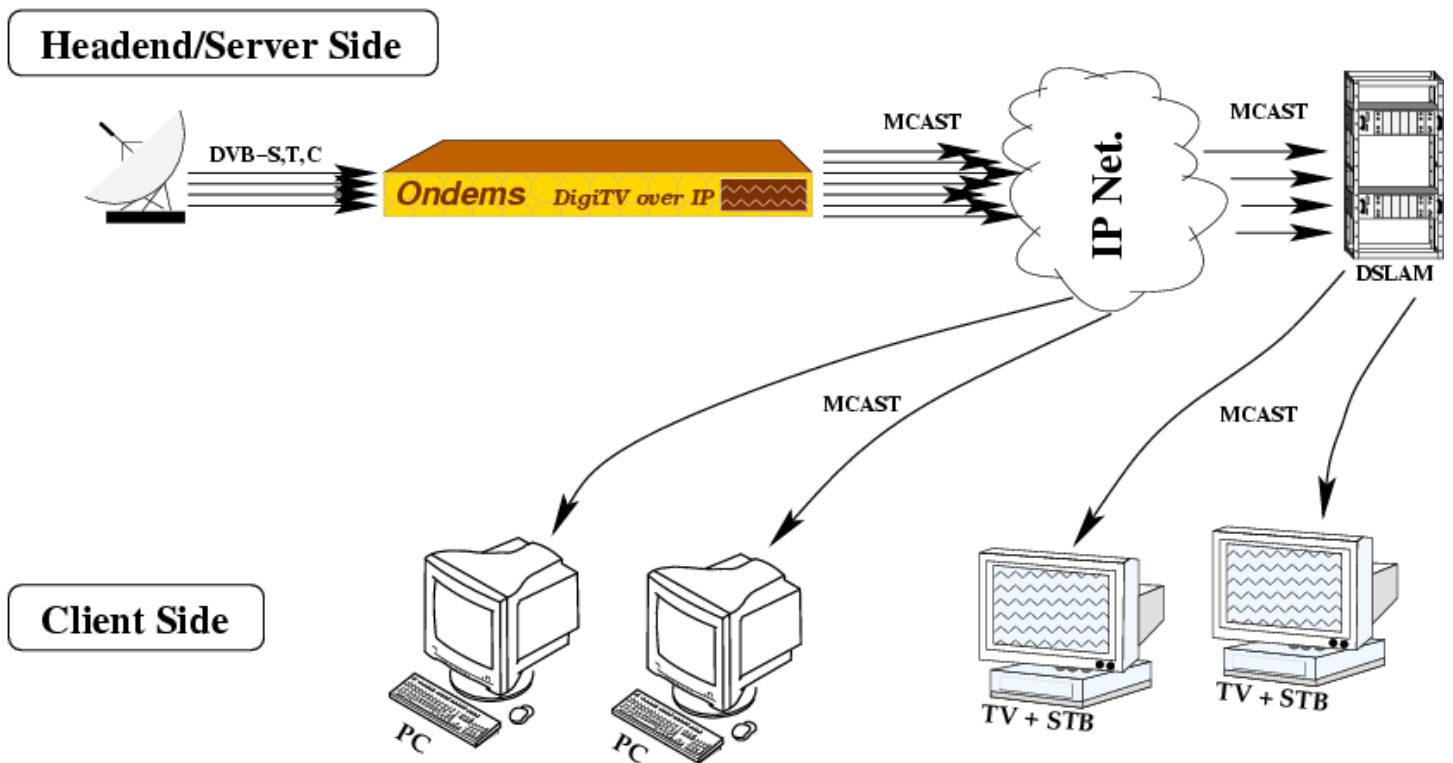 Headend/Server Side
DVB-S,T,C
Ondems DigiTV over IP
MCAST
IP Net.
MCAST
DSLAM
MCAST
MCAST
Client Side
PC
PC
TV + STB
TV + STB